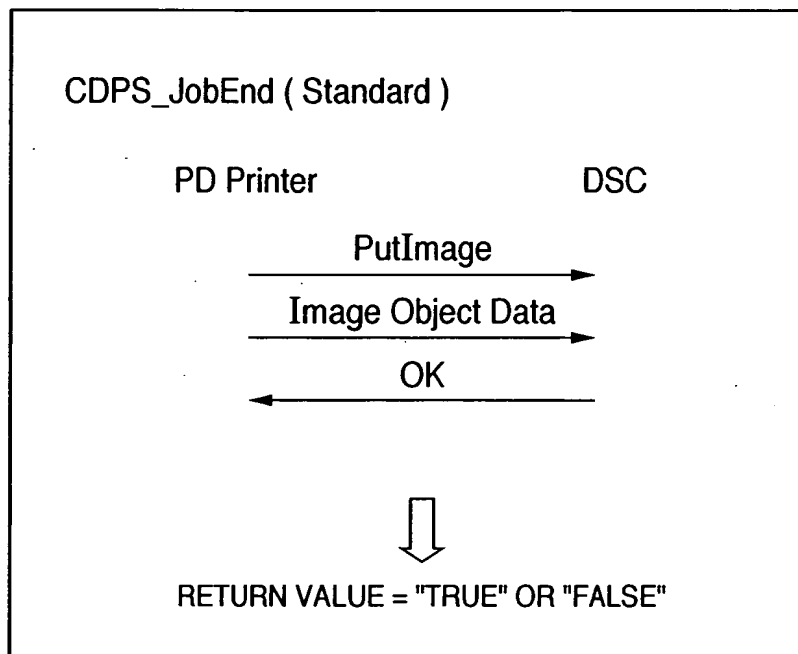 CDPS_JobEnd ( Standard )
PD Printer DSC
PutImage
Image Object Data
OK
RETURN VALUE = "TRUE" OR "FALSE"